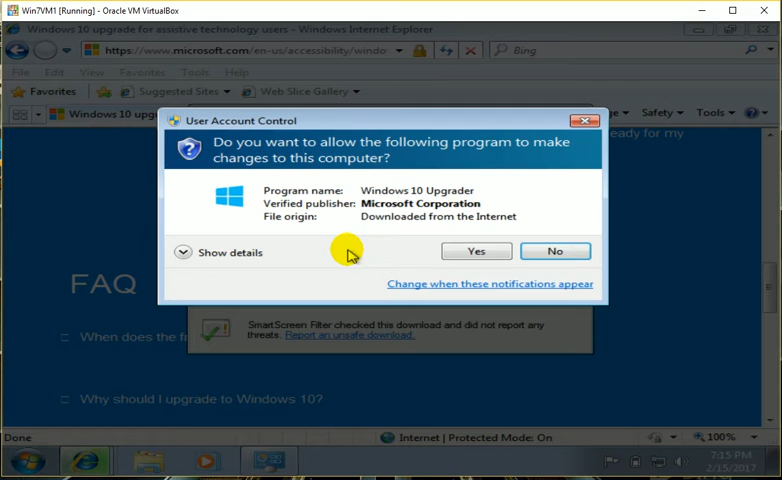 Win7VM1 [Running] - Oracle VM VirtualBox
Windows 10 upgrade for assistive technology users - Windows Internet Explorer
https://www.microsoft.com/en-us/accessibility/windo
Bing
File Edit View Favorites Tools Help
Favorites Suggested Sites Web Slice Gallery
Windows 10 upg Safety Tools
User Account Control
eady for my
Do you want to allow the following program to make
changes to this computer?
Program name: Windows 10 Upgrader
Verified publisher: Microsoft Corporation
File origin: Downloaded from the Internet
Show details Yes No
Change when these notifications appear
FAQ
SmartScreen Filter checked this download and did not report any
threats. Report an unsafe download.
When does the f
Why should I upgrade to Windows 10?
Done Internet | Protected Mode: On 100%
7:15 PM
2/15/2017